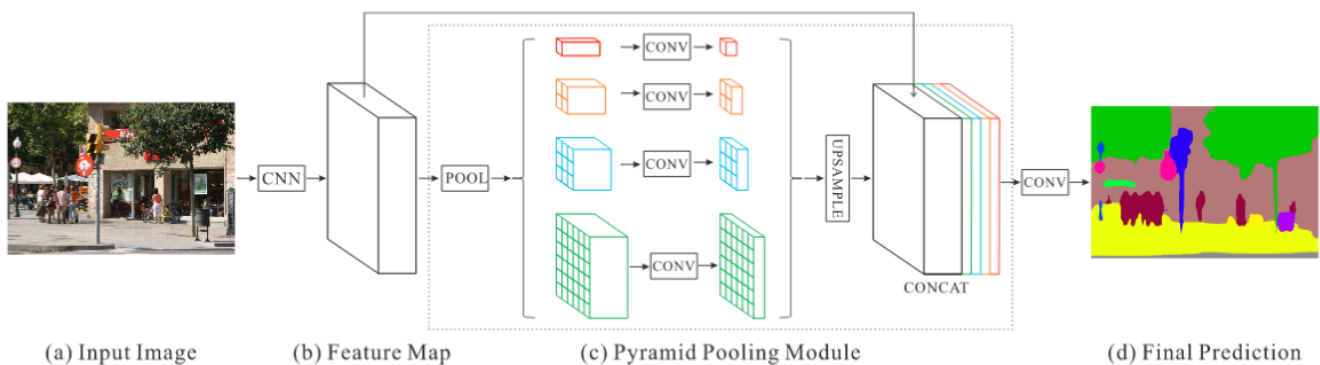 CNN
POOL
CONV
CONV
CONV
CONV
UPSAMPLE
CONCAT
CONV
(a) Input Image
(b) Feature Map
(c) Pyramid Pooling Module
(d) Final Prediction